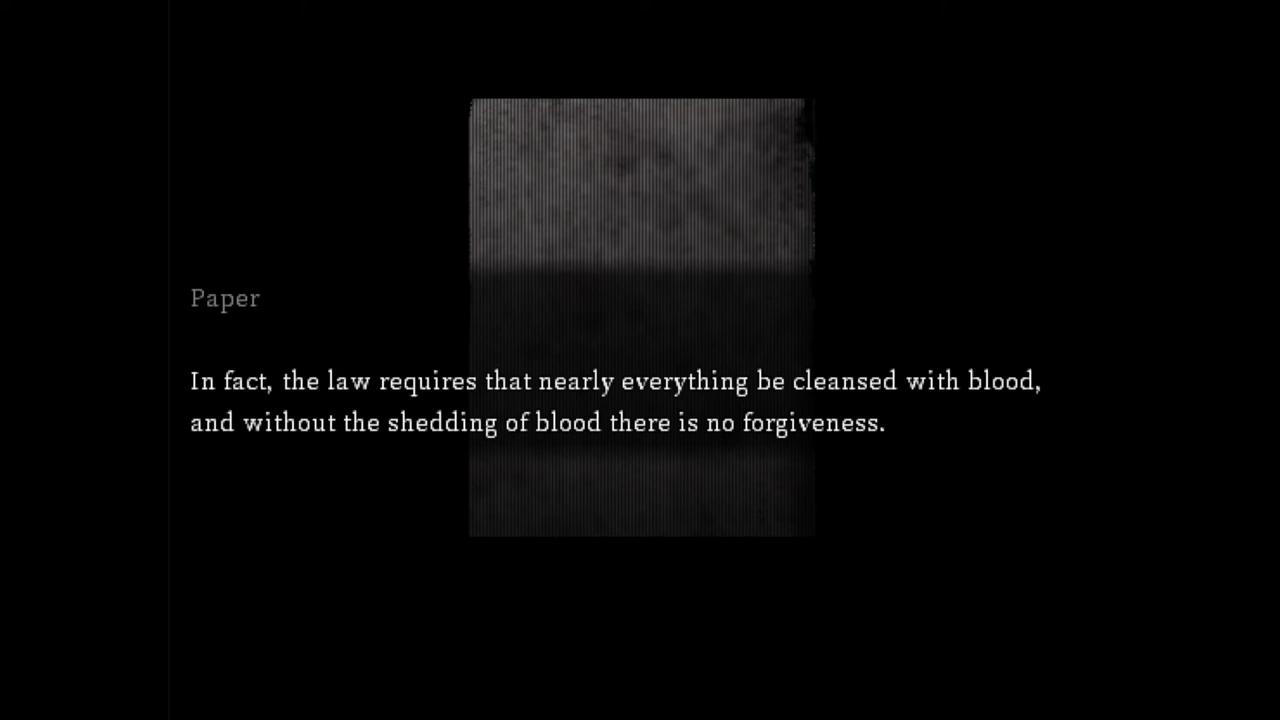 Paper
In fact, the law requires that nearly everything be cleansed with blood,
and without the shedding of blood there is no forgiveness.